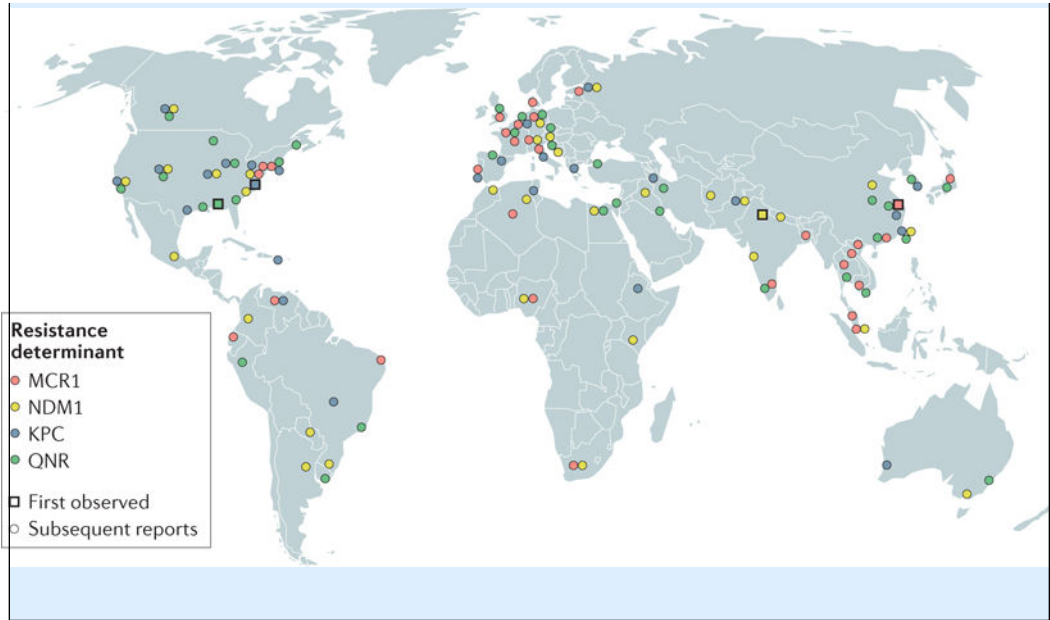 Resistance
determinant
MCR1
NDM1
KPC
QNR
First observed
Subsequent reports